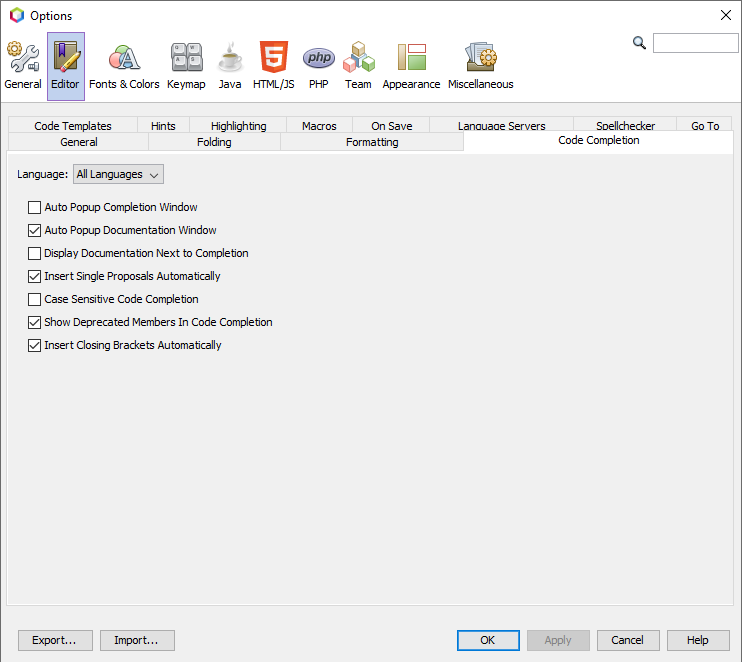 Options
General Editor Fonts & Colors Keymap Java HTML/JS PHP Team Appearance Miscellaneous
Code Templates Hints Highlighting Macros On Save Language Servers Spellchecker Go To
General Folding Formatting Code Completion
Language: All Languages
Auto Popup Completion Window
Auto Popup Documentation Window
Display Documentation Next to Completion
Insert Single Proposals Automatically
Case Sensitive Code Completion
Show Deprecated Members In Code Completion
Insert Closing Brackets Automatically
Export... Import... OK Apply Cancel Help